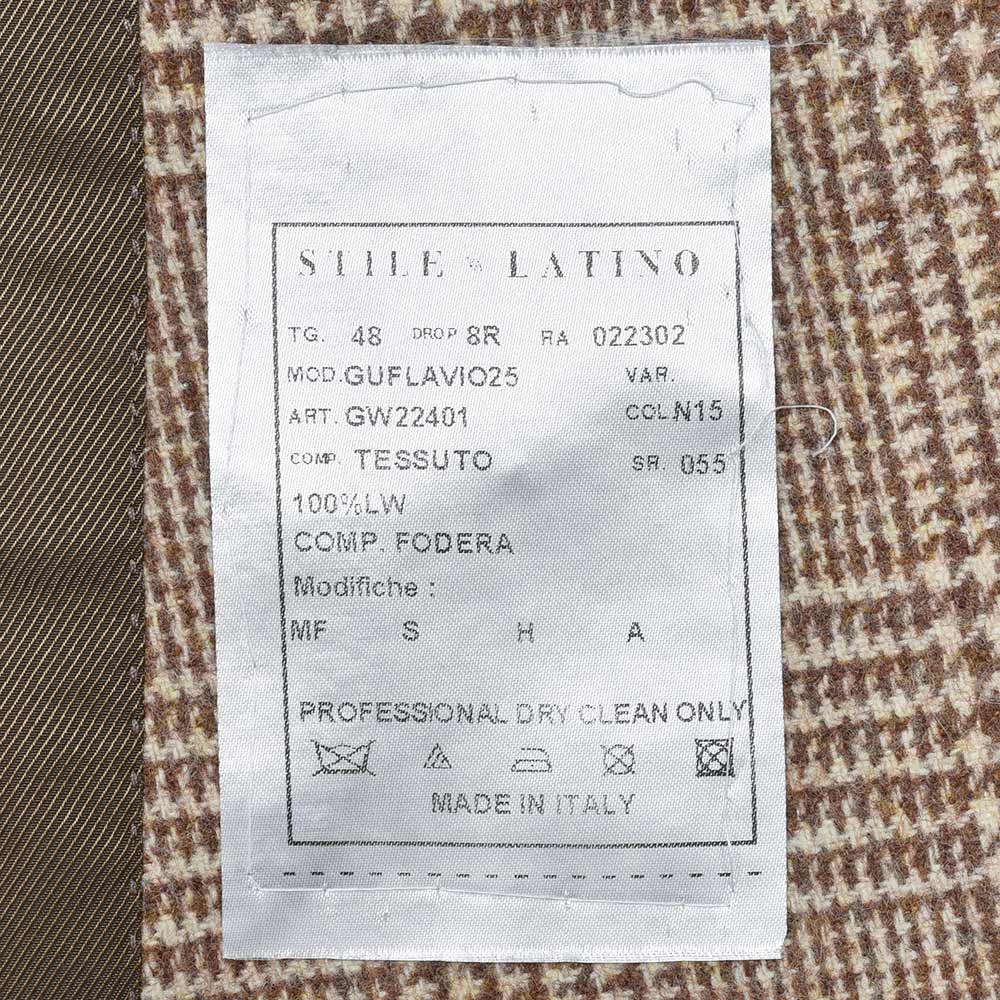 STILE LATINO
TG. 48 DROP 8R RA 022302
MOD.GUFLAVIO25 VAR.
ART. GW22401 COL.N15
COMP. TESSUTO SR. 055
100%LW
COMP. FODERA
Modifiche :
MF S H A
PROFESSIONAL DRY CLEAN ONLY
MADE IN ITALY